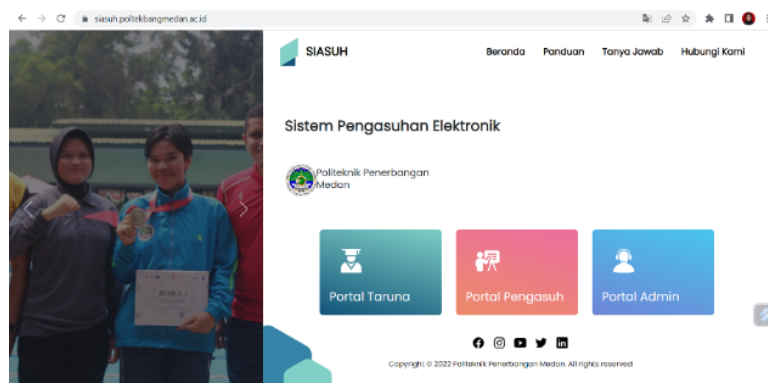 siasuh.poltekbangmedan.ac.id
SIASUH
Beranda Panduan Tanya Jawab Hubungi Kami
Sistem Pengasuhan Elektronik
Politeknik Penerbangan
Medan
Portal Taruna Portal Pengasuh Portal Admin
Copyright © 2022 Politeknik Penerbangan Medan. All rights reserved